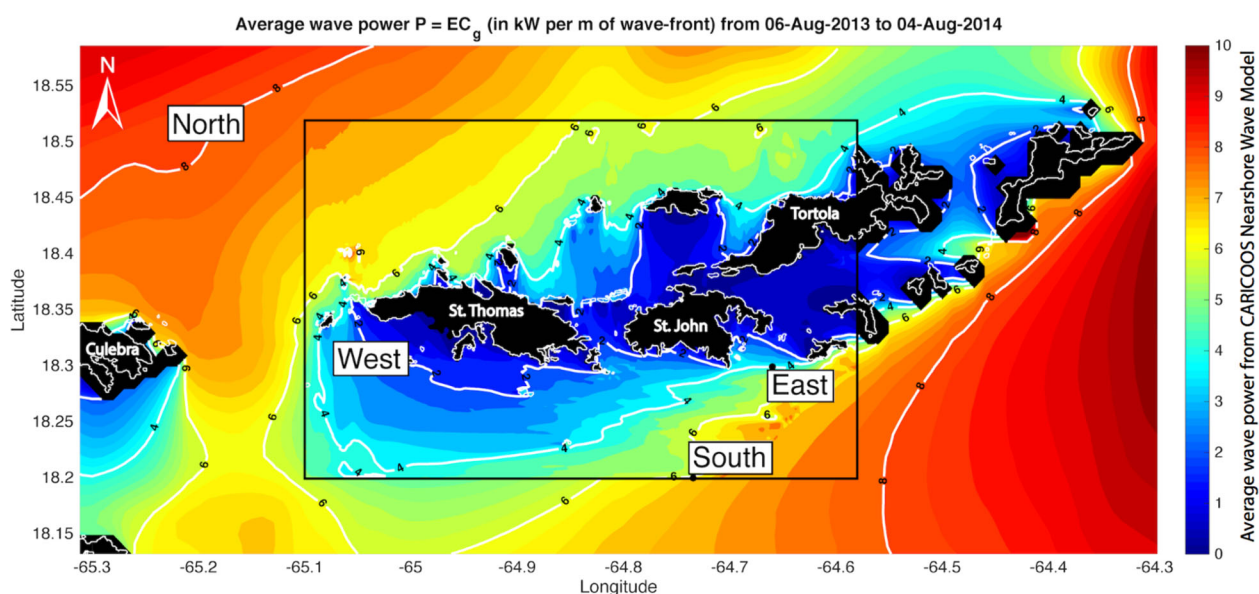 Average wave power P = ECg (in kW per m of wave-front) from 06-Aug-2013 to 04-Aug-2014
N
North
West
East
South
Culebra
St. Thomas
St. John
Tortola
18.55
18.5
18.45
18.4
18.35
18.3
18.25
18.2
18.15
Latitude
-65.3 -65.2 -65.1 -65 -64.9 -64.8 -64.7 -64.6 -64.5 -64.4 -64.3
Longitude
10
9
8
7
6
5
4
3
2
1
0
Average wave power from CARICOOS Nearshore Wave Model